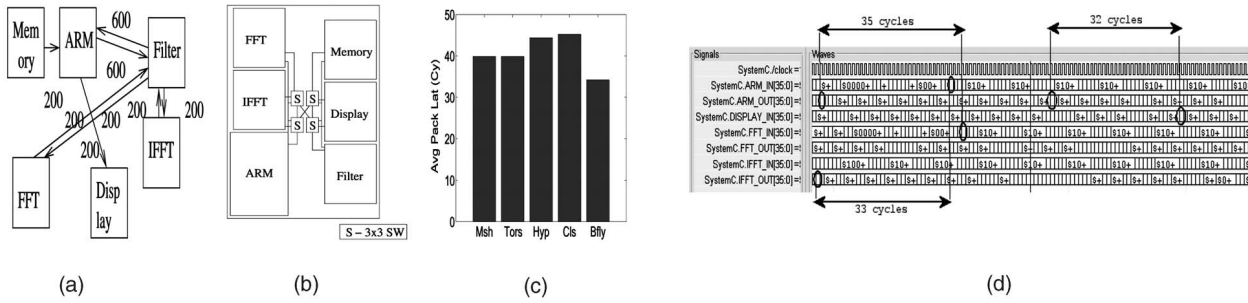 Mem
ory
ARM
Filter
600
600
200
200
200
200
200
200
FFT
Disp
lay
IFFT
(a)
FFT
Memory
IFFT
S
S
S
S
Display
ARM
Filter
S – 3x3 SW
(b)
Avg Pack Lat (Cy)
50
40
30
20
10
0
Msh
Tors
Hyp
Cls
Bfly
(c)
35 cycles
32 cycles
Signals
Waves
SystemC./clock =
SystemC.ARM_IN[35:0] =
SystemC.ARM_OUT[35:0] =
SystemC.DISPLAY_IN[35:0] =
SystemC.FFT_IN[35:0] =
SystemC.FFT_OUT[35:0] =
SystemC.IFFT_IN[35:0] =
SystemC.IFFT_OUT[35:0] =
33 cycles
(d)